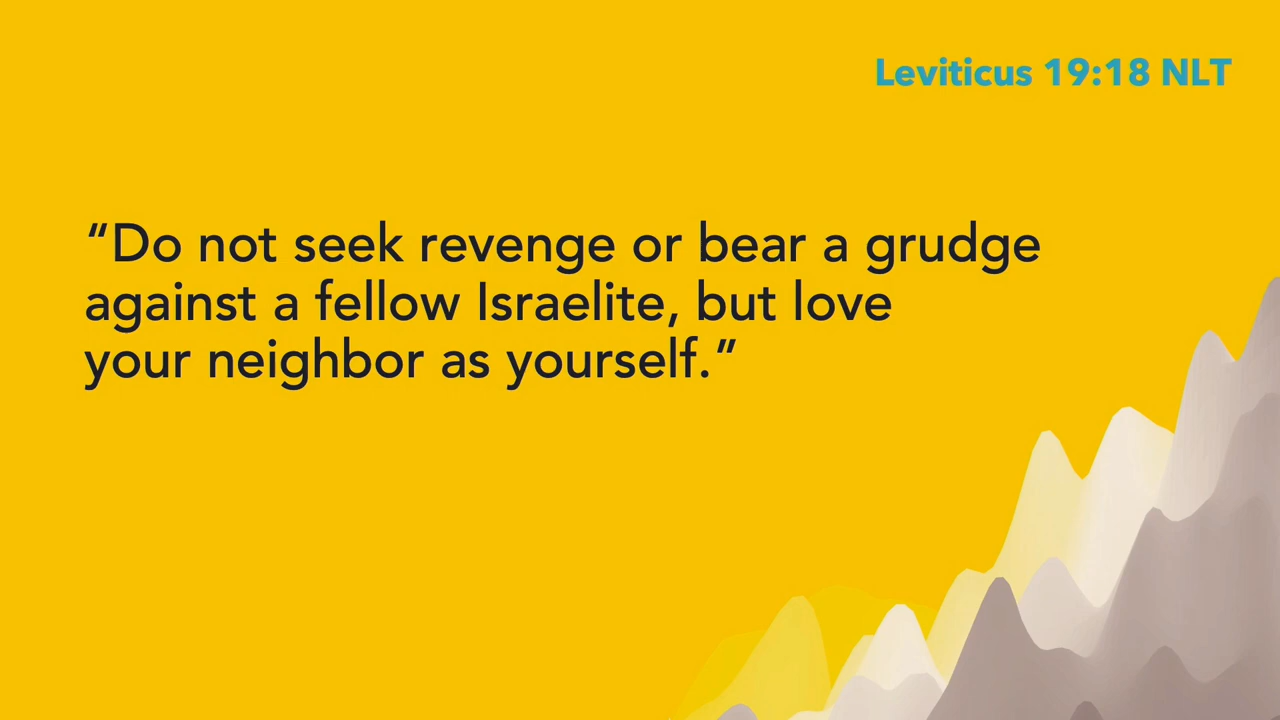 Leviticus 19:18 NLT
“Do not seek revenge or bear a grudge
against a fellow Israelite, but love
your neighbor as yourself.”